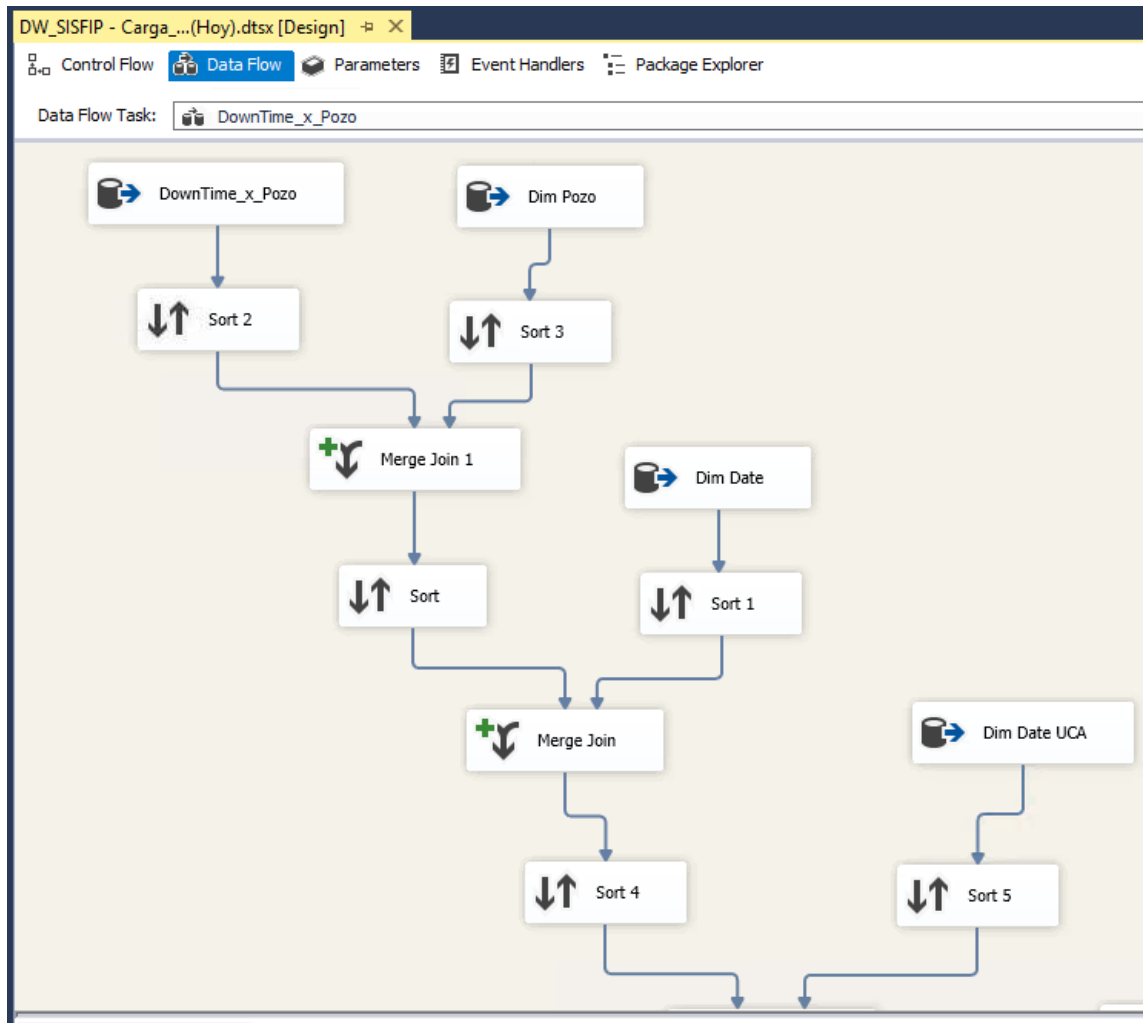 DW_SISFIP - Carga_...(Hoy).dtsx [Design]
Control Flow Data Flow Parameters Event Handlers Package Explorer
Data Flow Task: DownTime_x_Pozo
DownTime_x_Pozo
Dim Pozo
Sort 2
Sort 3
Merge Join 1
Dim Date
Sort
Sort 1
Merge Join
Dim Date UCA
Sort 4
Sort 5